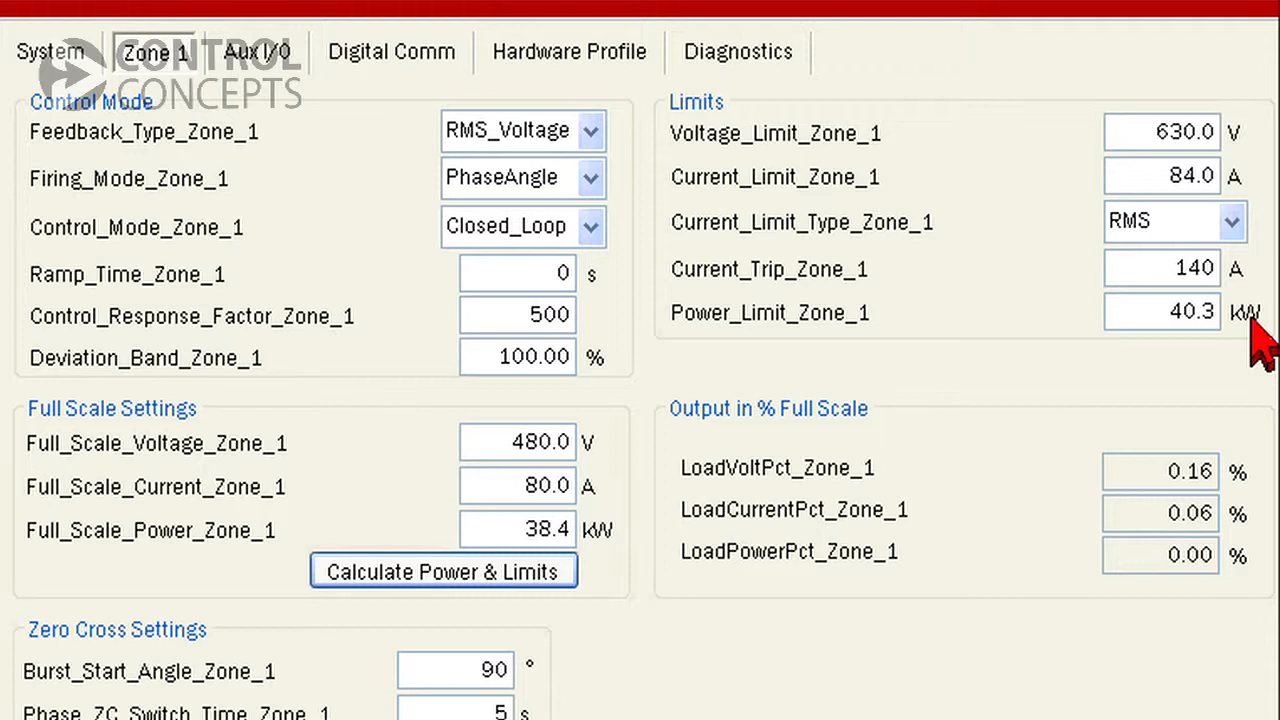 System Zone 1 Aux I/O Digital Comm Hardware Profile Diagnostics
CONTROL
CONCEPTS
Control Mode
Feedback_Type_Zone_1 RMS_Voltage
Firing_Mode_Zone_1 PhaseAngle
Control_Mode_Zone_1 Closed_Loop
Ramp_Time_Zone_1 0 s
Control_Response_Factor_Zone_1 500
Deviation_Band_Zone_1 100.00 %
Limits
Voltage_Limit_Zone_1 630.0 V
Current_Limit_Zone_1 84.0 A
Current_Limit_Type_Zone_1 RMS
Current_Trip_Zone_1 140 A
Power_Limit_Zone_1 40.3 kW
Full Scale Settings
Full_Scale_Voltage_Zone_1 480.0 V
Full_Scale_Current_Zone_1 80.0 A
Full_Scale_Power_Zone_1 38.4 kW
Calculate Power & Limits
Output in % Full Scale
LoadVoltPct_Zone_1 0.16 %
LoadCurrentPct_Zone_1 0.06 %
LoadPowerPct_Zone_1 0.00 %
Zero Cross Settings
Burst_Start_Angle_Zone_1 90 °
Phase_ZC_Switch_Time_Zone_1 5 s